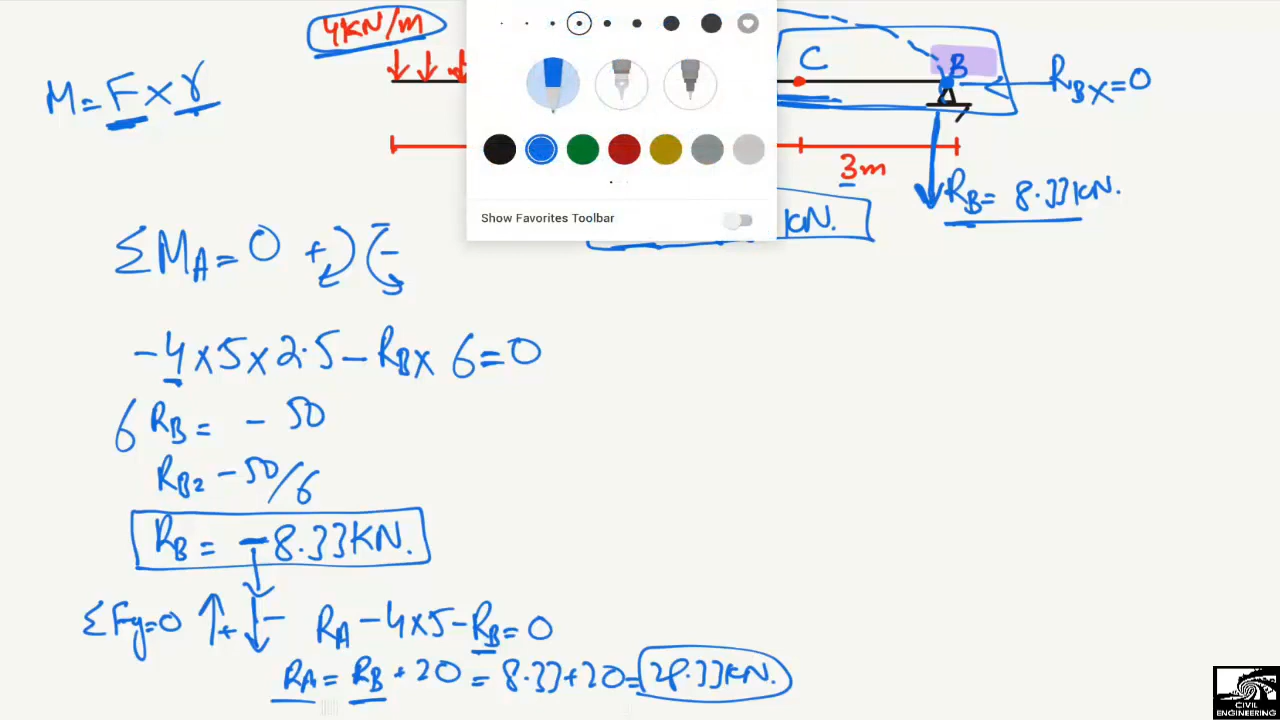 4KN/m
C
B
M = F × r
R_BX = 0
3m
R_B = 8.33KN.
KN.
Show Favorites Toolbar
ΣM_A = 0 + -
-4×5×2.5 - R_B × 6 = 0
6 R_B = - 50
R_B = -50/6
R_B = -8.33KN.
ΣFy=0 ↑+ ↓- R_A - 4×5 - R_B = 0
R_A = R_B + 20 = 8.33+20 = 28.33KN.
CIVIL
ENGINEERING